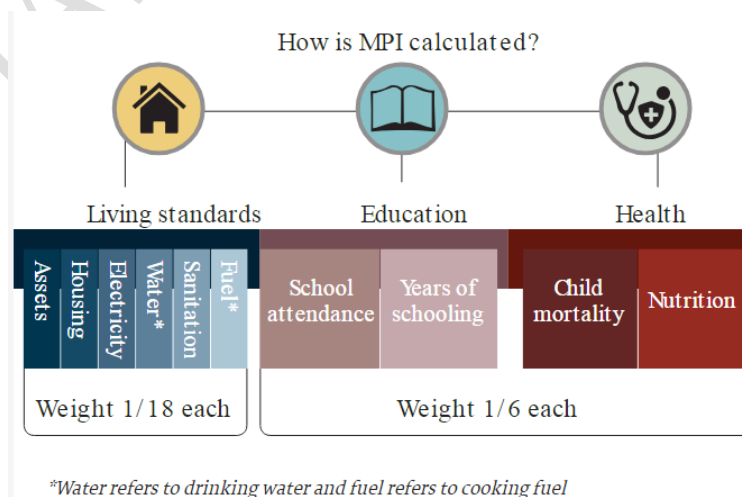 How is MPI calculated?
Living standards
Education
Health
Assets
Housing
Electricity
Water*
Sanitation
Fuel*
School
attendance
Years of
schooling
Child
mortality
Nutrition
Weight 1/18 each
Weight 1/6 each
*Water refers to drinking water and fuel refers to cooking fuel